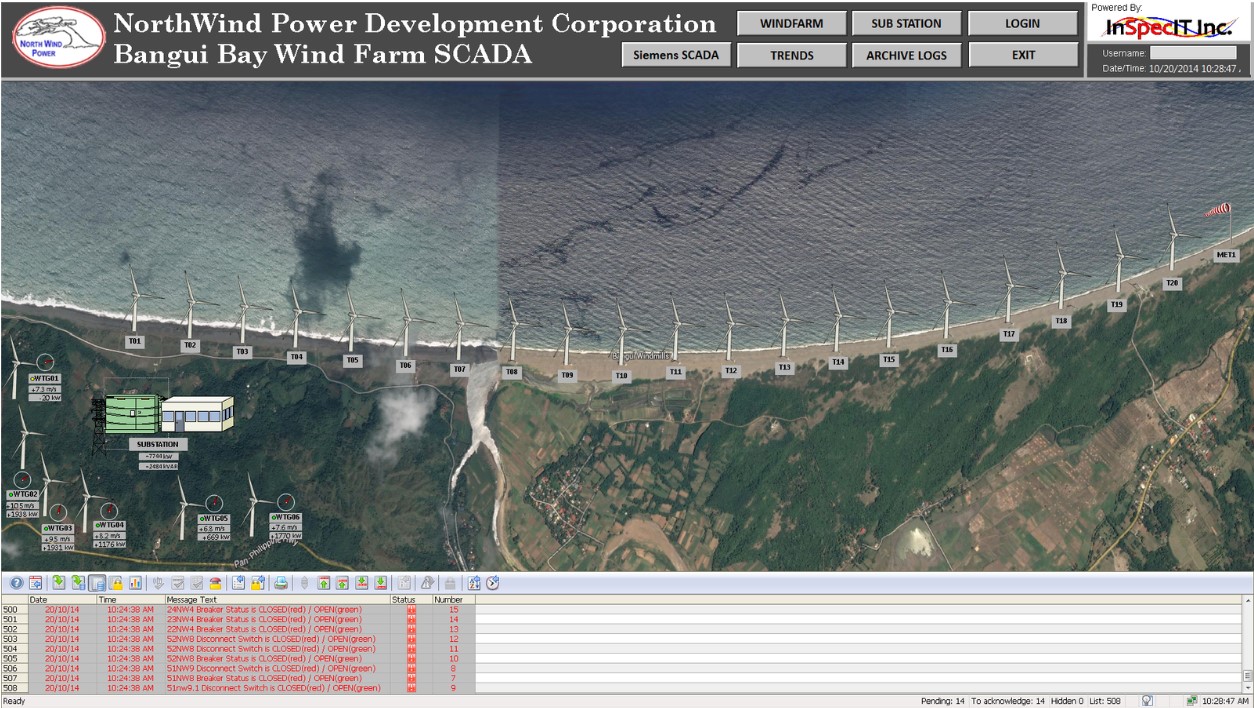 NORTH WIND
POWER
NorthWind Power Development Corporation
Bangui Bay Wind Farm SCADA
Siemens SCADA
WINDFARM
SUB STATION
LOGIN
TRENDS
ARCHIVE LOGS
EXIT
Powered By:
InSpecIT Inc.
Username:
Date/Time: 10/20/2014 10:28:47
MET1
T20
T19
T18
T17
T16
T15
T14
T13
T12
T11
T10
T09
T08
T07
T06
T05
T04
T03
T02
T01
Bangui Windmills
WTG01
+7.1 m/s
-20 kW
SUBSTATION
+7744 kW
+2484 kVAR
WTG02
+10.5 m/s
+1938 kW
WTG03
+9.5 m/s
+1931 kW
WTG04
+8.2 m/s
+1176 kW
WTG05
+6.8 m/s
+669 kW
WTG06
+7.6 m/s
+1770 kW
Pan-Philippine
Date Time Message Text Status Number
500 20/10/14 10:24:38 AM 24NW4 Breaker Status is CLOSED(red) / OPEN(green) 15
501 20/10/14 10:24:38 AM 23NW4 Breaker Status is CLOSED(red) / OPEN(green) 14
502 20/10/14 10:24:38 AM 22NW4 Breaker Status is CLOSED(red) / OPEN(green) 13
503 20/10/14 10:24:38 AM 52NW8 Disconnect Switch is CLOSED(red) / OPEN(green) 12
504 20/10/14 10:24:38 AM 52NW8 Disconnect Switch is CLOSED(red) / OPEN(green) 11
505 20/10/14 10:24:38 AM 52NW8 Breaker Status is CLOSED(red) / OPEN(green) 10
506 20/10/14 10:24:38 AM 51NW9 Disconnect Switch is CLOSED(red) / OPEN(green) 8
507 20/10/14 10:24:38 AM 51NW8 Breaker Status is CLOSED(red) / OPEN(green) 7
508 20/10/14 10:24:38 AM 51nw9.1 Disconnect Switch is CLOSED(red) / OPEN(green) 9
Ready
Pending: 14 To acknowledge: 14 Hidden 0 List: 508
10:28:47 AM